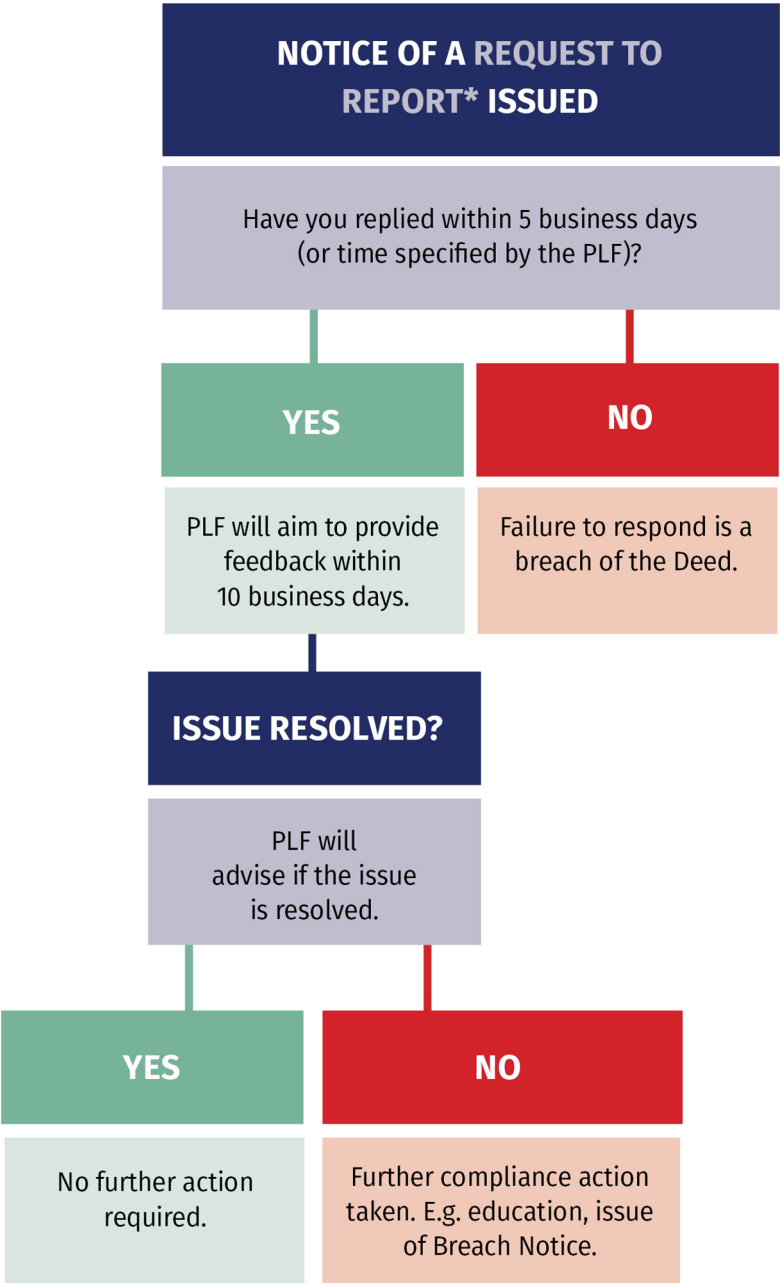 NOTICE OF A REQUEST TO
REPORT* ISSUED
Have you replied within 5 business days
(or time specified by the PLF)?
YES
NO
PLF will aim to provide
feedback within
10 business days.
Failure to respond is a
breach of the Deed.
ISSUE RESOLVED?
PLF will
advise if the issue
is resolved.
YES
NO
No further action
required.
Further compliance action
taken. E.g. education, issue
of Breach Notice.